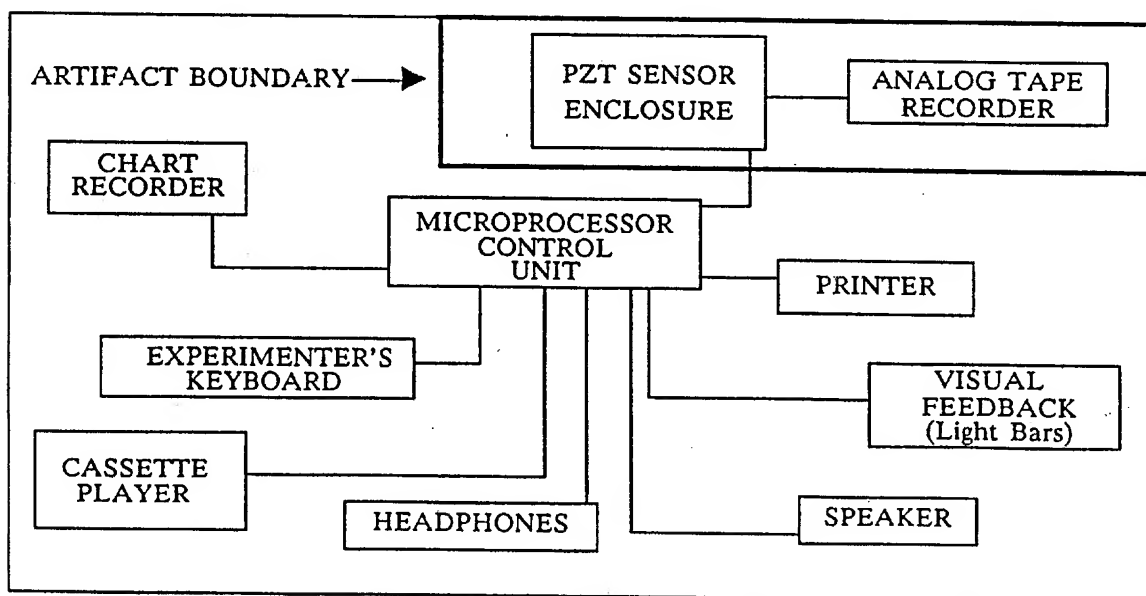 ARTIFACT BOUNDARY
PZT SENSOR
ENCLOSURE
ANALOG TAPE
RECORDER
CHART
RECORDER
MICROPROCESSOR
CONTROL
UNIT
PRINTER
EXPERIMENTER'S
KEYBOARD
VISUAL
FEEDBACK
(Light Bars)
CASSETTE
PLAYER
HEADPHONES
SPEAKER